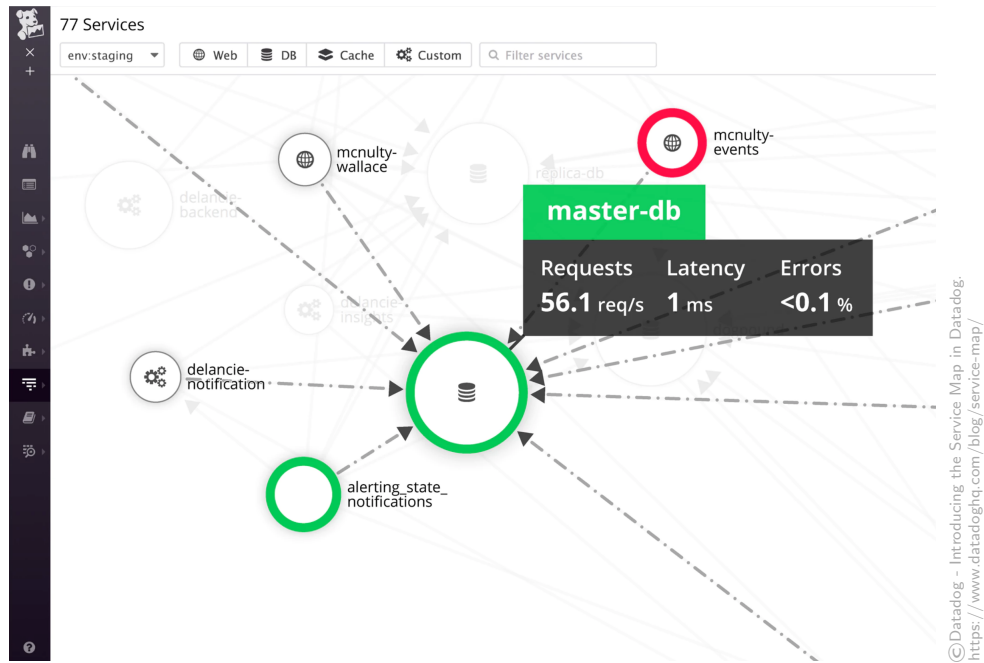 77 Services
env:staging
Web
DB
Cache
Custom
Filter services
mcnulty-
wallace
mcnulty-
events
replica-db
delancie-
backend
master-db
Requests Latency Errors
56.1 req/s 1 ms <0.1 %
delancie-
insights
delancie-
notification
alerting_state_
notifications
©Datadog - Introducing the Service Map in Datadog.
https://www.datadoghq.com/blog/service-map/